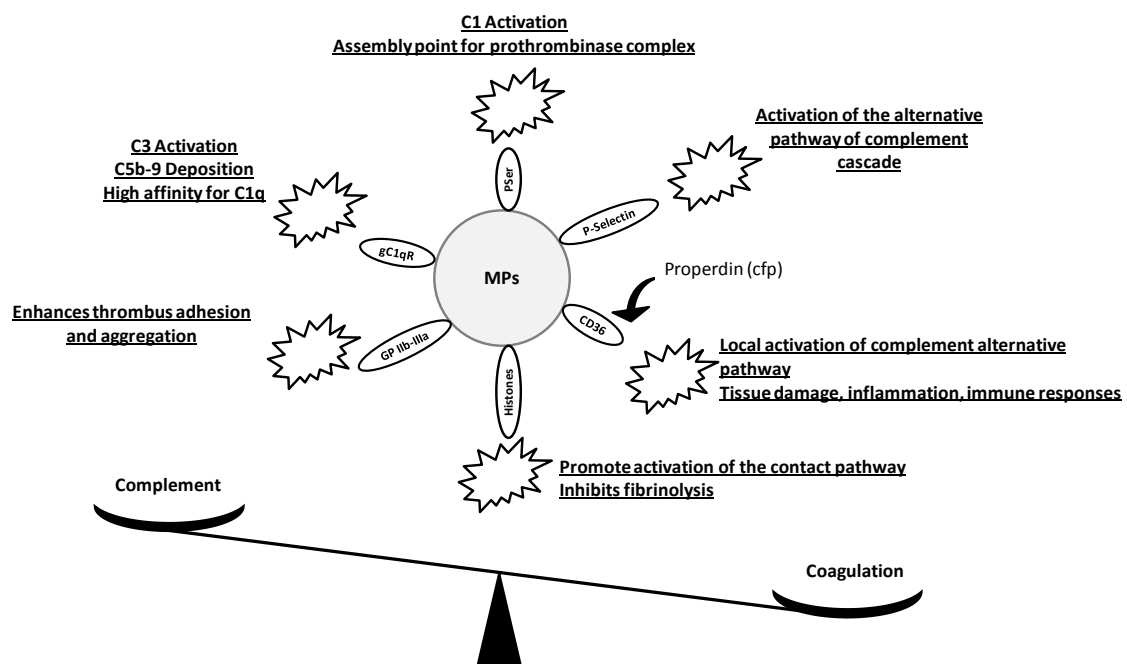 C1 Activation
Assembly point for prothrombinase complex
Activation of the alternative
pathway of complement
cascade
C3 Activation
C5b-9 Deposition
High affinity for C1q
PSer
P-Selectin
gC1qR
MPs
Properdin (cfp)
CD36
Enhances thrombus adhesion
and aggregation
GP IIb-IIIa
Histones
Local activation of complement alternative
pathway
Tissue damage, inflammation, immune responses
Promote activation of the contact pathway
Inhibits fibrinolysis
Complement
Coagulation